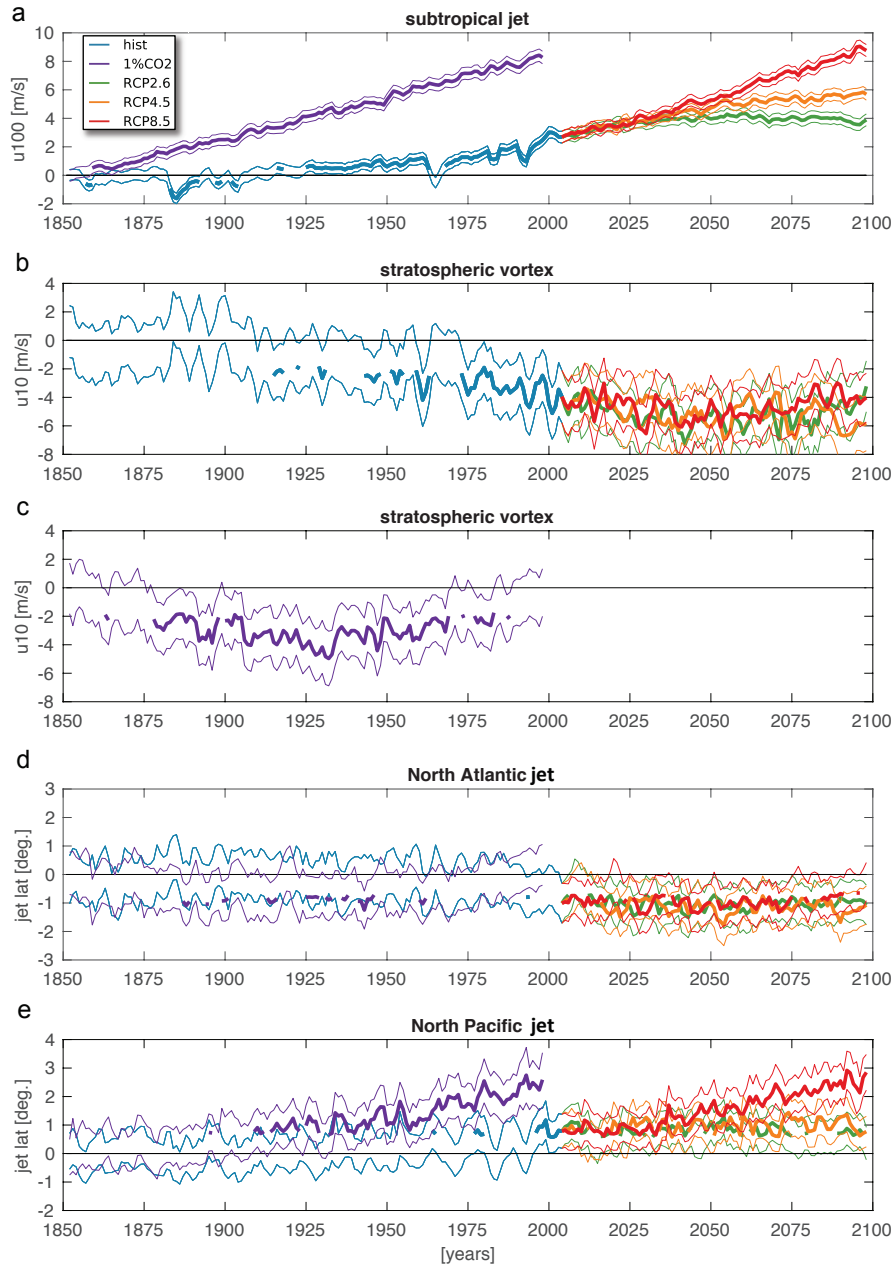 a
subtropical jet
10
8
6
4
2
0
-2
u100 [m/s]
hist
1%CO2
RCP2.6
RCP4.5
RCP8.5
1850 1875 1900 1925 1950 1975 2000 2025 2050 2075 2100
b
stratospheric vortex
4
2
0
-2
-4
-6
-8
u10 [m/s]
1850 1875 1900 1925 1950 1975 2000 2025 2050 2075 2100
c
stratospheric vortex
4
2
0
-2
-4
-6
-8
u10 [m/s]
1850 1875 1900 1925 1950 1975 2000 2025 2050 2075 2100
d
North Atlantic jet
3
2
1
0
-1
-2
-3
jet lat [deg.]
1850 1875 1900 1925 1950 1975 2000 2025 2050 2075 2100
e
North Pacific jet
4
3
2
1
0
-1
-2
jet lat [deg.]
1850 1875 1900 1925 1950 1975 2000 2025 2050 2075 2100
[years]